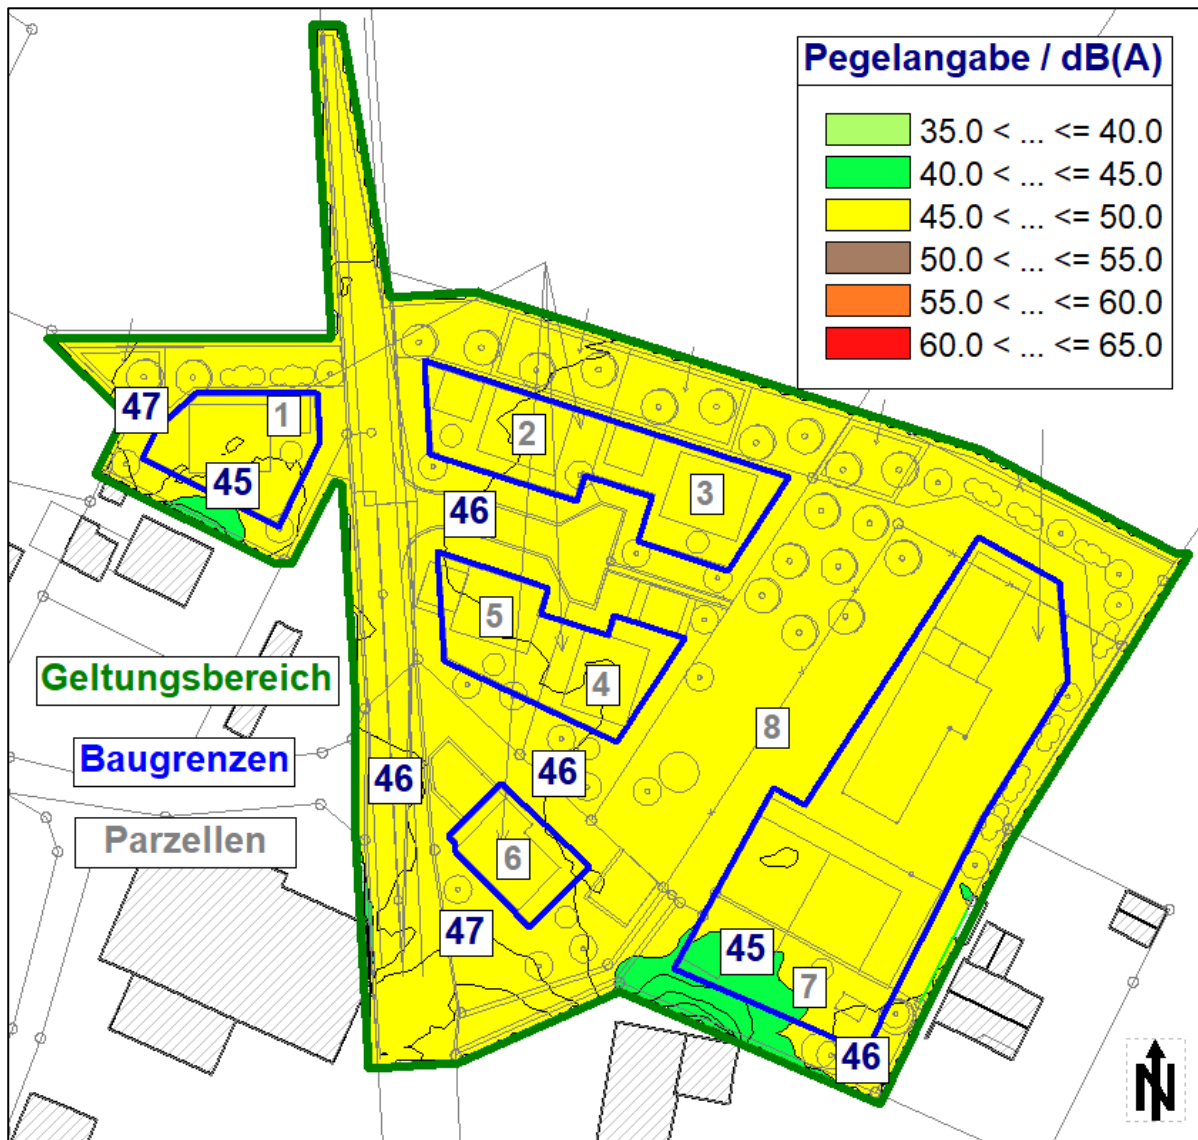 Pegelangabe / dB(A)
35.0 < ... <= 40.0
40.0 < ... <= 45.0
45.0 < ... <= 50.0
50.0 < ... <= 55.0
55.0 < ... <= 60.0
60.0 < ... <= 65.0
47
1
2
45
3
46
5
4
Geltungsbereich
8
Baugrenzen
46
46
Parzellen
6
47
45
7
46
N